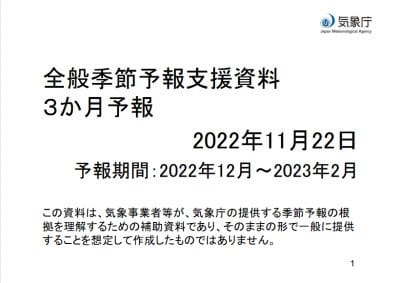 気象庁
Japan Meteorological Agency
全般季節予報支援資料
３か月予報
2022年11月22日
予報期間：2022年12月～2023年2月
この資料は、気象事業者等が、気象庁の提供する季節予報の根
拠を理解するための補助資料であり、そのままの形で一般に提供
することを想定して作成したものではありません。
1